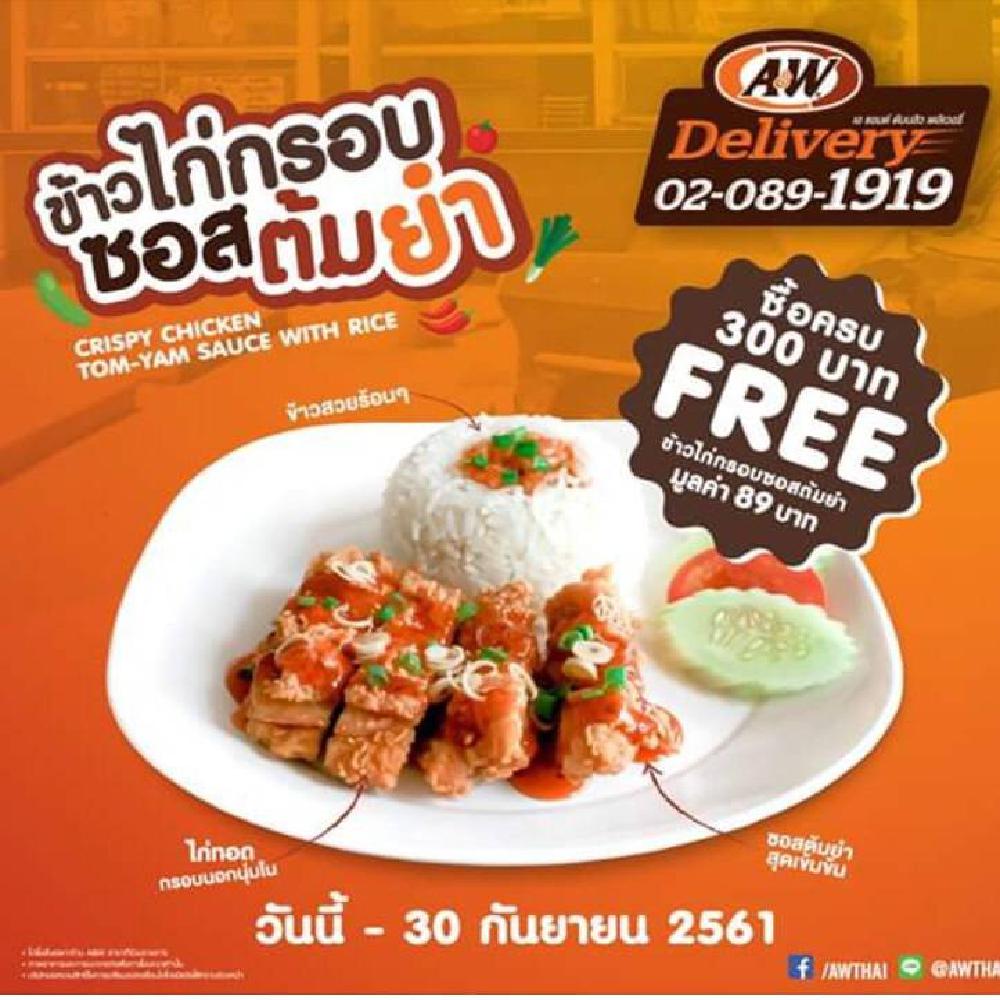 ข้าวไก่กรอบ
ซอสต้มยำ
CRISPY CHICKEN
TOM-YAM SAUCE WITH RICE
A&W
เอ แอนด์ ดับบลิว เดลิเวอรี่
Delivery
02-089-1919
ซื้อครบ
300 บาท
FREE
ข้าวไก่กรอบซอสต้มยำ
มูลค่า 89 บาท
ข้าวสวยร้อนๆ
ไก่ทอด
กรอบนอกนุ่มใน
ซอสต้มยำ
สุดเข้มข้น
วันนี้ - 30 กันยายน 2561
/AWTHAI
@AWTHA